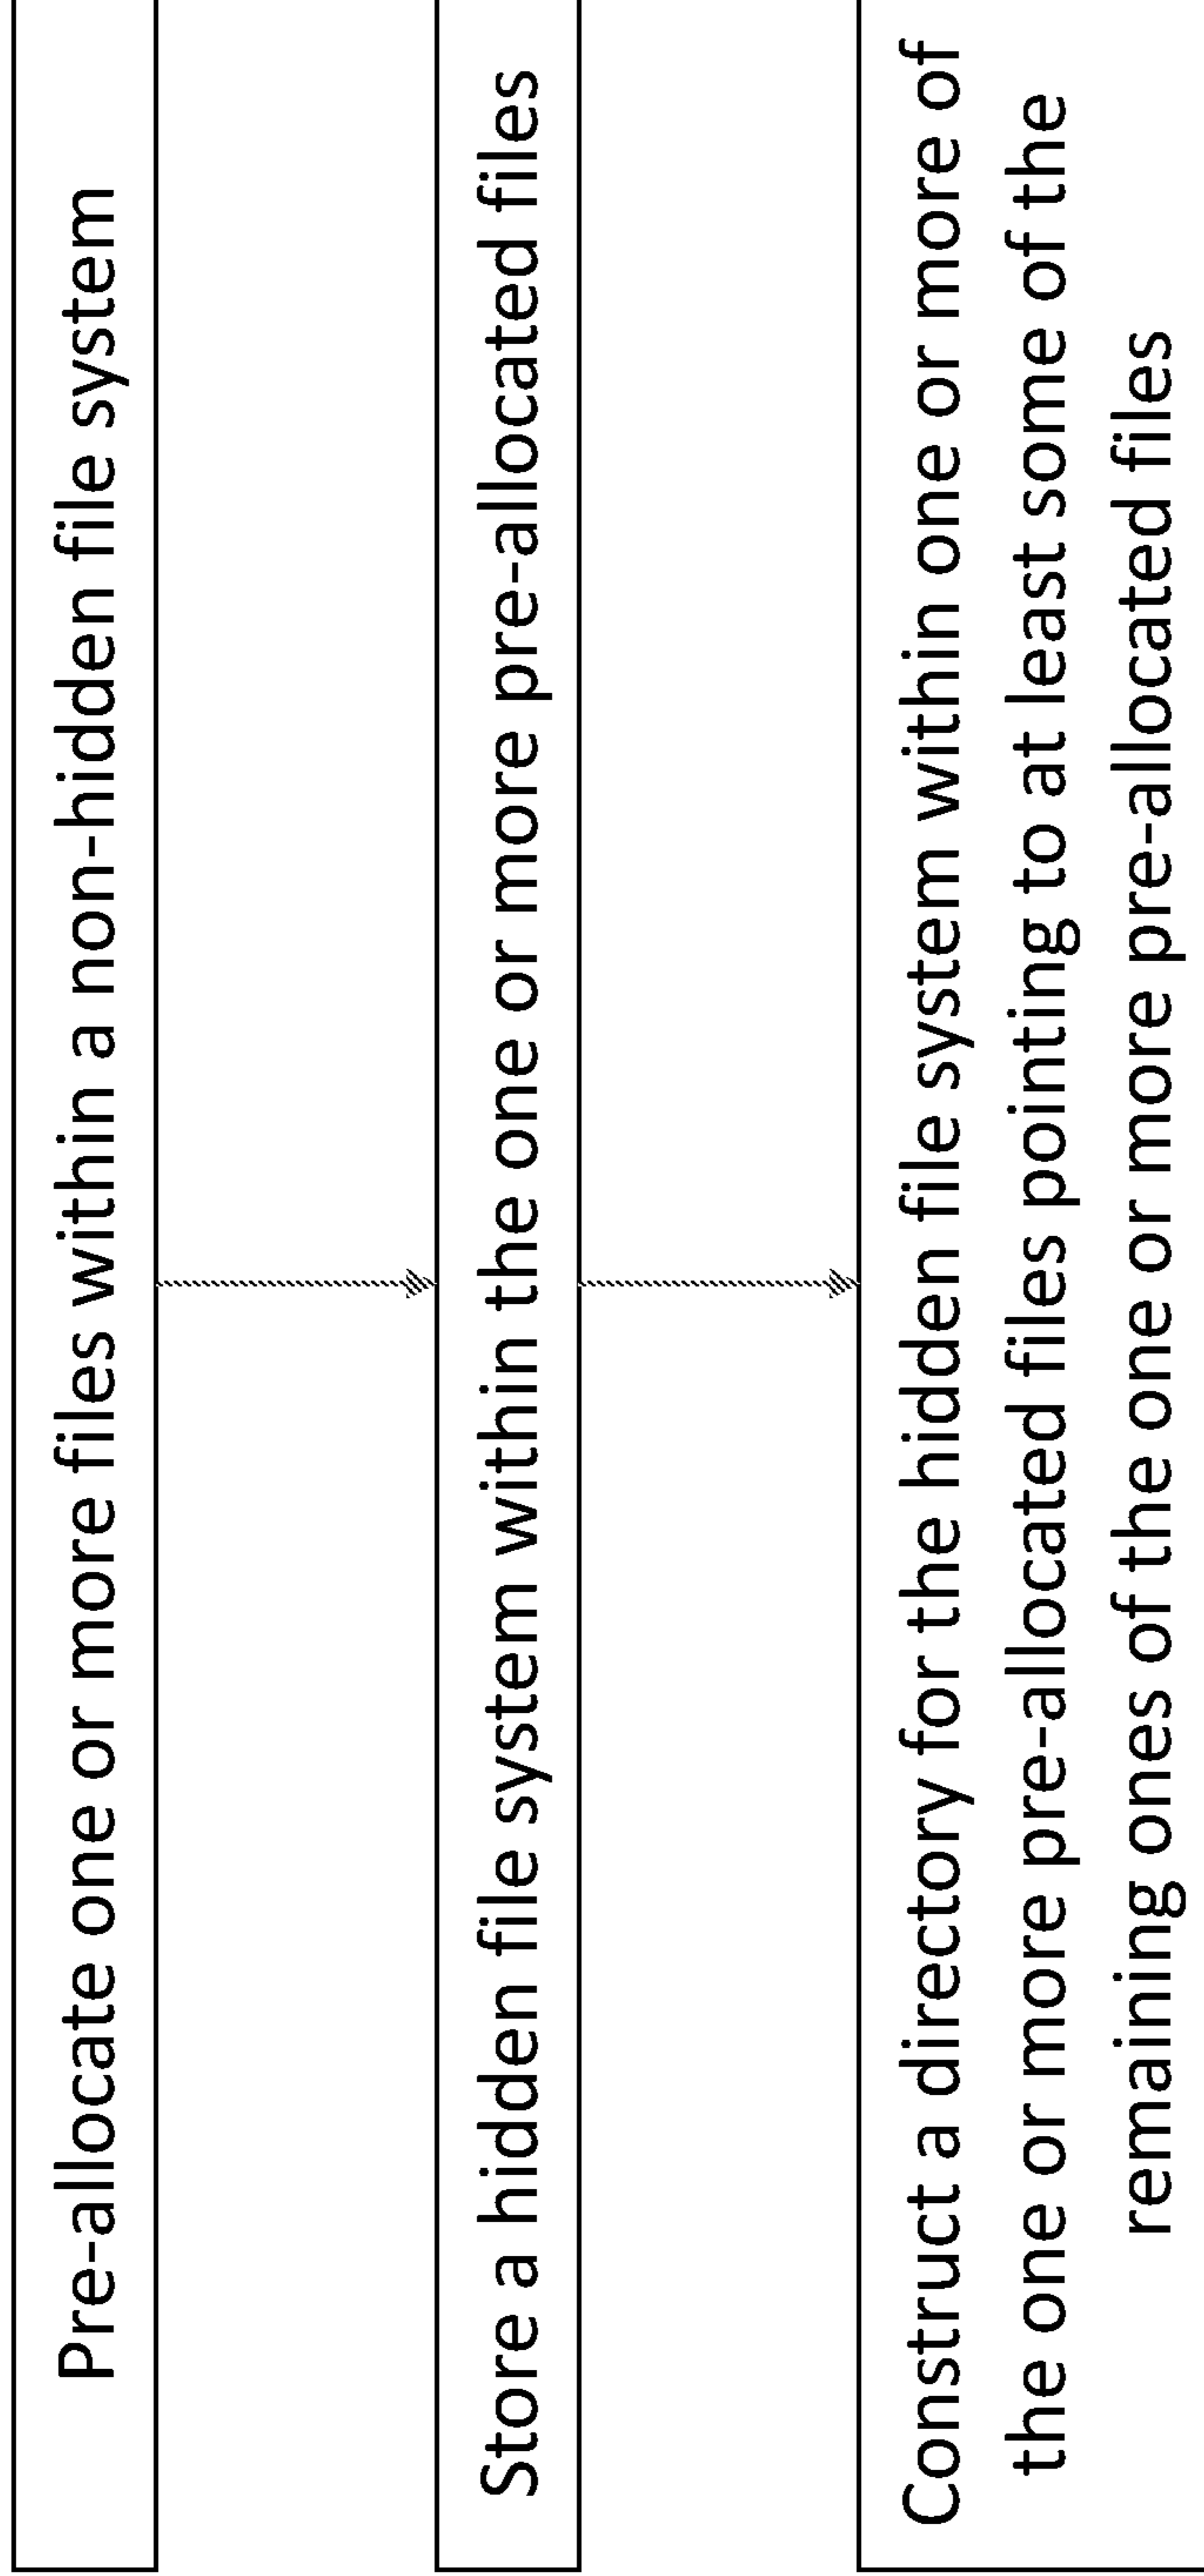 Pre-allocate one or more files within a non-hidden file system
Store a hidden file system within the one or more pre-allocated files
Construct a directory for the hidden file system within one or more of
the one or more pre-allocated files pointing to at least some of the
remaining ones of the one or more pre-allocated files